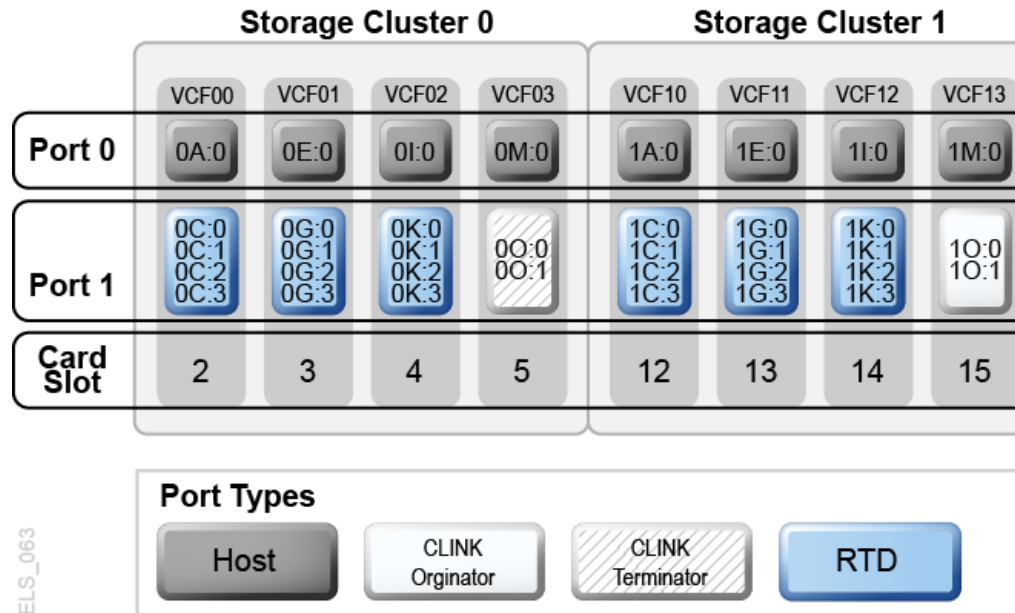 Storage Cluster 0 Storage Cluster 1
VCF00 VCF01 VCF02 VCF03 VCF10 VCF11 VCF12 VCF13
Port 0 0A:0 0E:0 0I:0 0M:0 1A:0 1E:0 1I:0 1M:0
0C:0 0G:0 0K:0 1C:0 1G:0 1K:0
0C:1 0G:1 0K:1 0O:0 1C:1 1G:1 1K:1 1O:0
Port 1 0C:2 0G:2 0K:2 0O:1 1C:2 1G:2 1K:2 1O:1
0C:3 0G:3 0K:3 1C:3 1G:3 1K:3
Card
Slot 2 3 4 5 12 13 14 15
Port Types
Host
CLINK
Orginator
CLINK
Terminator
RTD
ELS_063